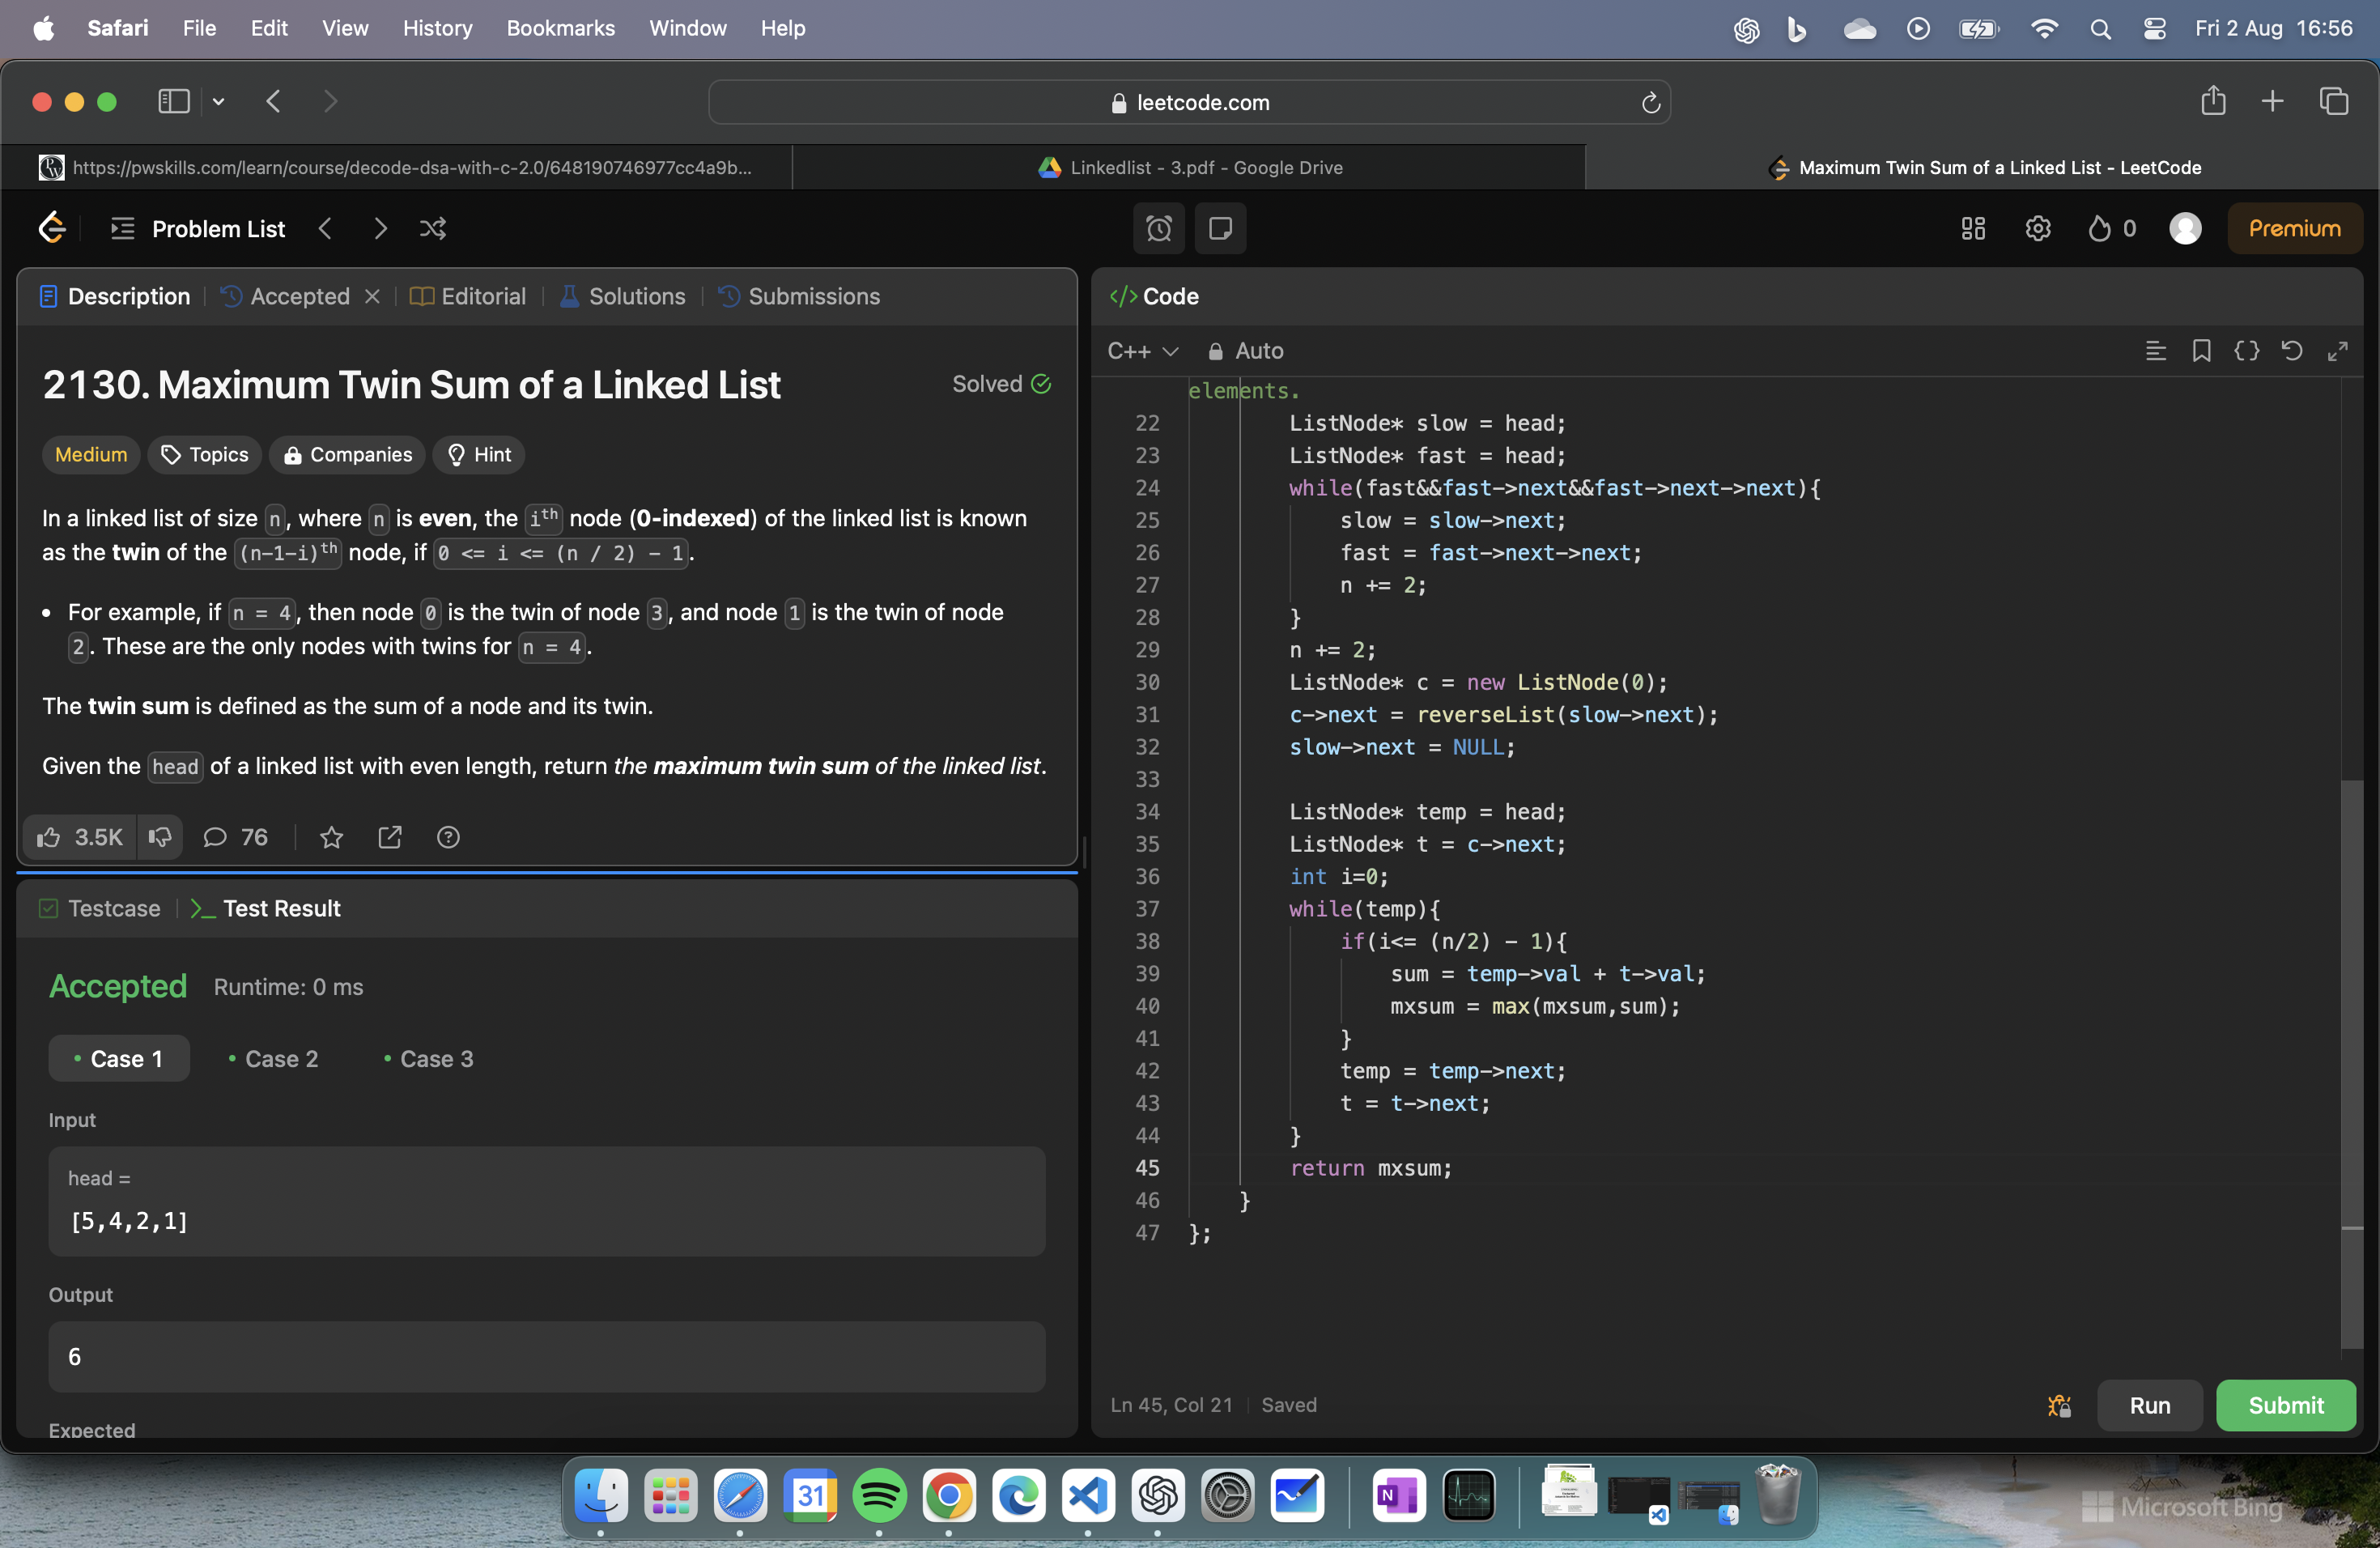 Safari File Edit View History Bookmarks Window Help Fri 2 Aug 16:56
leetcode.com
https://pwskills.com/learn/course/decode-dsa-with-c-2.0/648190746977cc4a9b... Linkedlist - 3.pdf - Google Drive Maximum Twin Sum of a Linked List - LeetCode
Problem List 0 Premium
Description Accepted Editorial Solutions Submissions
2130. Maximum Twin Sum of a Linked List Solved
Medium Topics Companies Hint
In a linked list of size n, where n is even, the ith node (0-indexed) of the linked list is known
as the twin of the (n-1-i)th node, if 0 <= i <= (n / 2) - 1.
• For example, if n = 4, then node 0 is the twin of node 3, and node 1 is the twin of node
2. These are the only nodes with twins for n = 4.
The twin sum is defined as the sum of a node and its twin.
Given the head of a linked list with even length, return the maximum twin sum of the linked list.
3.5K 76
Testcase >_ Test Result
Accepted Runtime: 0 ms
• Case 1 • Case 2 • Case 3
Input
head =
[5,4,2,1]
Output
6
Expected
</> Code
C++ Auto
elements.
22 ListNode* slow = head;
23 ListNode* fast = head;
24 while(fast&&fast->next&&fast->next->next){
25 slow = slow->next;
26 fast = fast->next->next;
27 n += 2;
28 }
29 n += 2;
30 ListNode* c = new ListNode(0);
31 c->next = reverseList(slow->next);
32 slow->next = NULL;
33
34 ListNode* temp = head;
35 ListNode* t = c->next;
36 int i=0;
37 while(temp){
38 if(i<= (n/2) - 1){
39 sum = temp->val + t->val;
40 mxsum = max(mxsum,sum);
41 }
42 temp = temp->next;
43 t = t->next;
44 }
45 return mxsum;
46 }
47 };
Ln 45, Col 21 Saved
Run Submit
31
N
Microsoft Bing